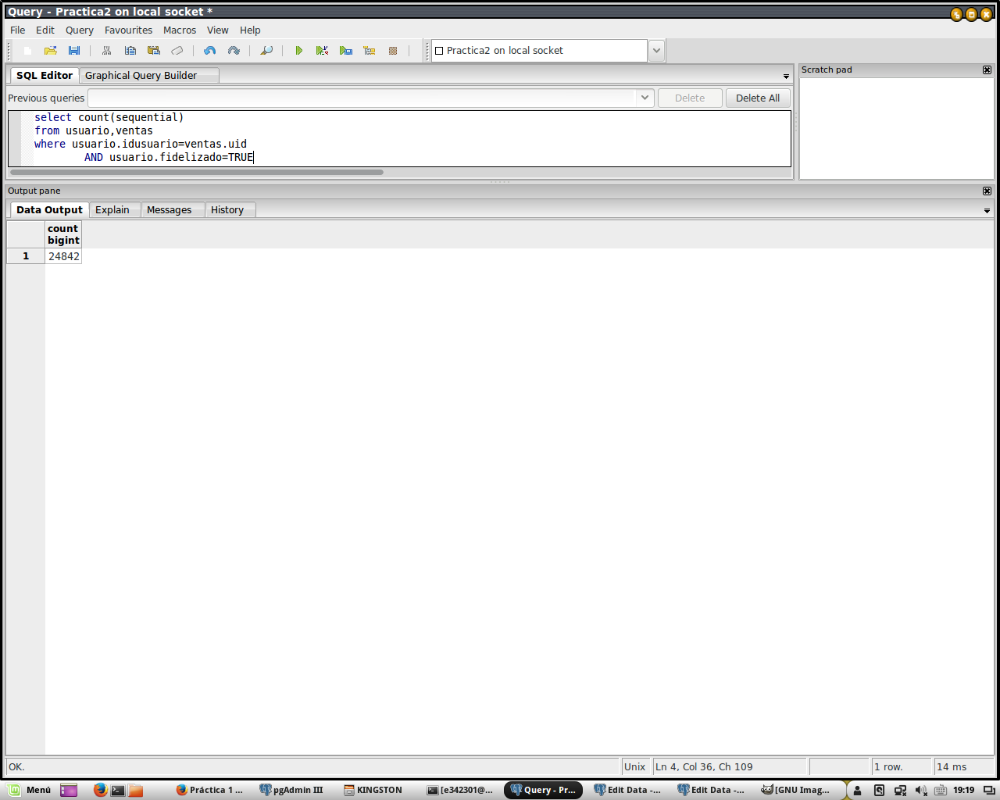 Query - Practica2 on local socket *
File Edit Query Favourites Macros View Help
Practica2 on local socket
SQL Editor Graphical Query Builder
Scratch pad
Previous queries Delete Delete All
select count(sequential)
from usuario,ventas
where usuario.idusuario=ventas.uid
AND usuario.fidelizado=TRUE
Output pane
Data Output Explain Messages History
count
bigint
1 24842
OK. Unix Ln 4, Col 36, Ch 109 1 row. 14 ms
Menú Práctica 1 ... pgAdmin III KINGSTON [e342301@... Query - Pr... Edit Data -... Edit Data -... [GNU Imag... 19:19